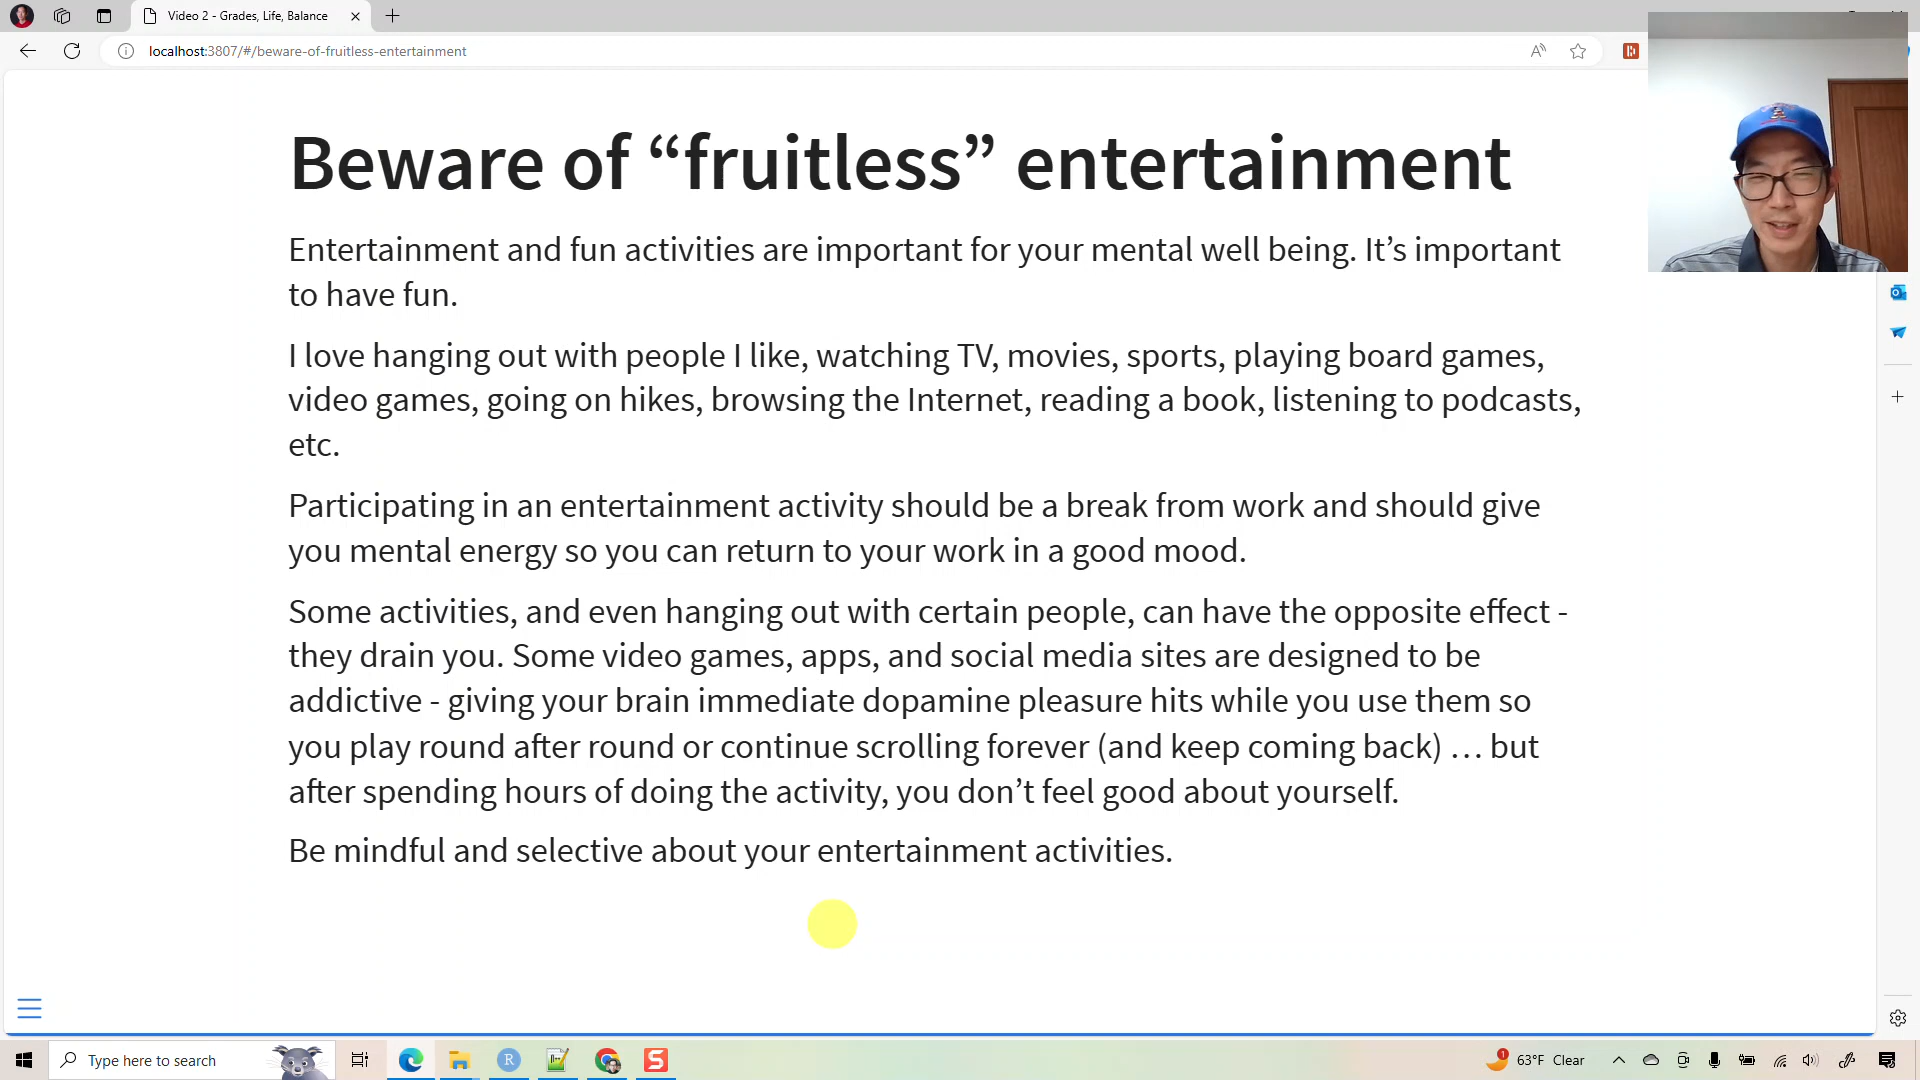 Video 2 - Grades, Life, Balance
localhost:3807/#/beware-of-fruitless-entertainment
Beware of “fruitless” entertainment
Entertainment and fun activities are important for your mental well being. It’s important
to have fun.
I love hanging out with people I like, watching TV, movies, sports, playing board games,
video games, going on hikes, browsing the Internet, reading a book, listening to podcasts,
etc.
Participating in an entertainment activity should be a break from work and should give
you mental energy so you can return to your work in a good mood.
Some activities, and even hanging out with certain people, can have the opposite effect -
they drain you. Some video games, apps, and social media sites are designed to be
addictive - giving your brain immediate dopamine pleasure hits while you use them so
you play round after round or continue scrolling forever (and keep coming back) … but
after spending hours of doing the activity, you don’t feel good about yourself.
Be mindful and selective about your entertainment activities.
Type here to search
R
S
1
63°F Clear